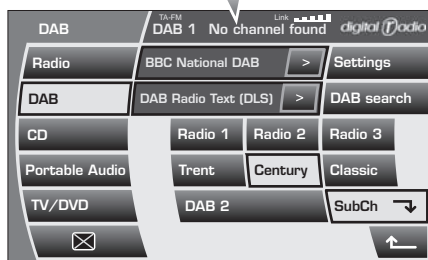 DAB
TA-FM
DAB 1 No channel found
Link
digital radio
Radio
BBC National DAB >
Settings
DAB
DAB Radio Text (DLS) >
DAB search
CD
Radio 1
Radio 2
Radio 3
Portable Audio
Trent
Century
Classic
TV/DVD
DAB 2
SubCh